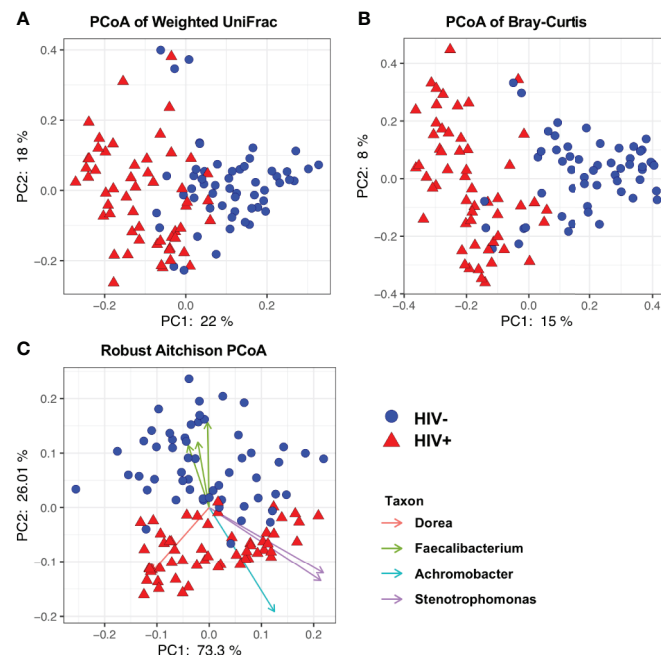 A
PCoA of Weighted UniFrac
0.4
0.2
0.0
−0.2
PC2: 18 %
−0.2
0.0
0.2
PC1: 22 %
B
PCoA of Bray-Curtis
0.4
0.2
0.0
−0.2
−0.4
PC2: 8 %
−0.4
−0.2
0.0
0.2
0.4
PC1: 15 %
C
Robust Aitchison PCoA
0.2
0.1
0.0
−0.1
−0.2
PC2: 26.01 %
−0.2
−0.1
0.0
0.1
0.2
PC1: 73.3 %
HIV-
HIV+
Taxon
Dorea
Faecalibacterium
Achromobacter
Stenotrophomonas